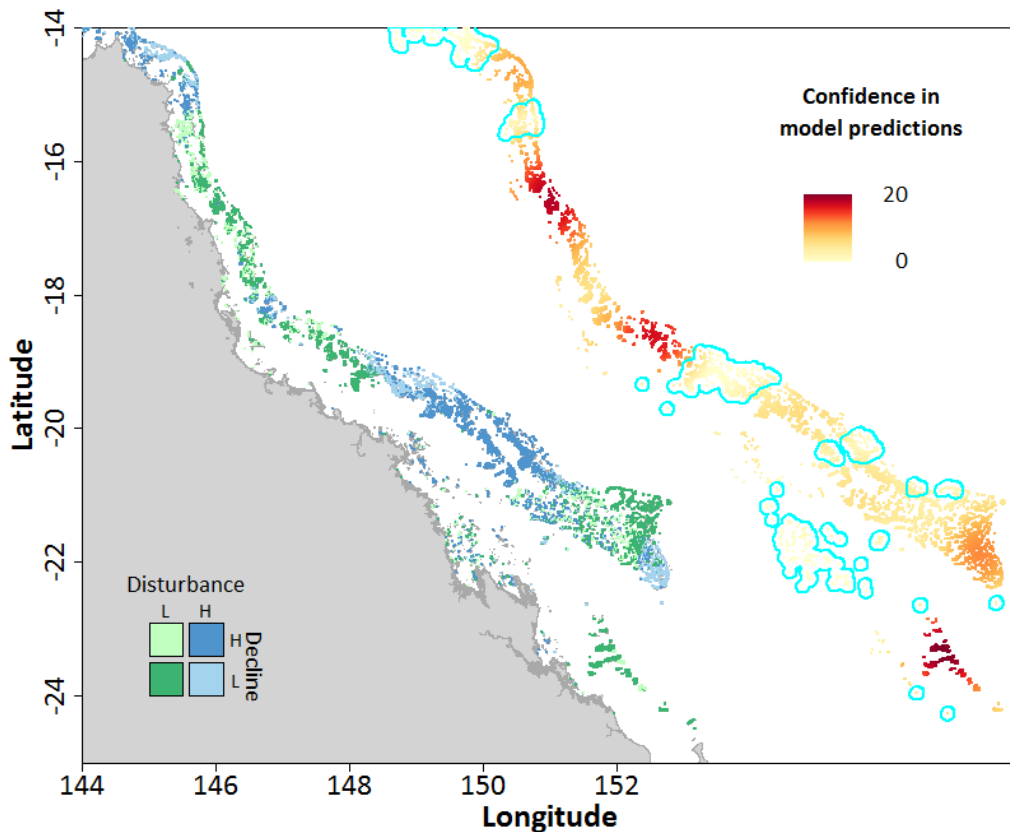 -14
-16
-18
-20
-22
-24
Latitude
144
146
148
150
152
Longitude
Confidence in
model predictions
20
0
Disturbance
L
H
H
L
Decline